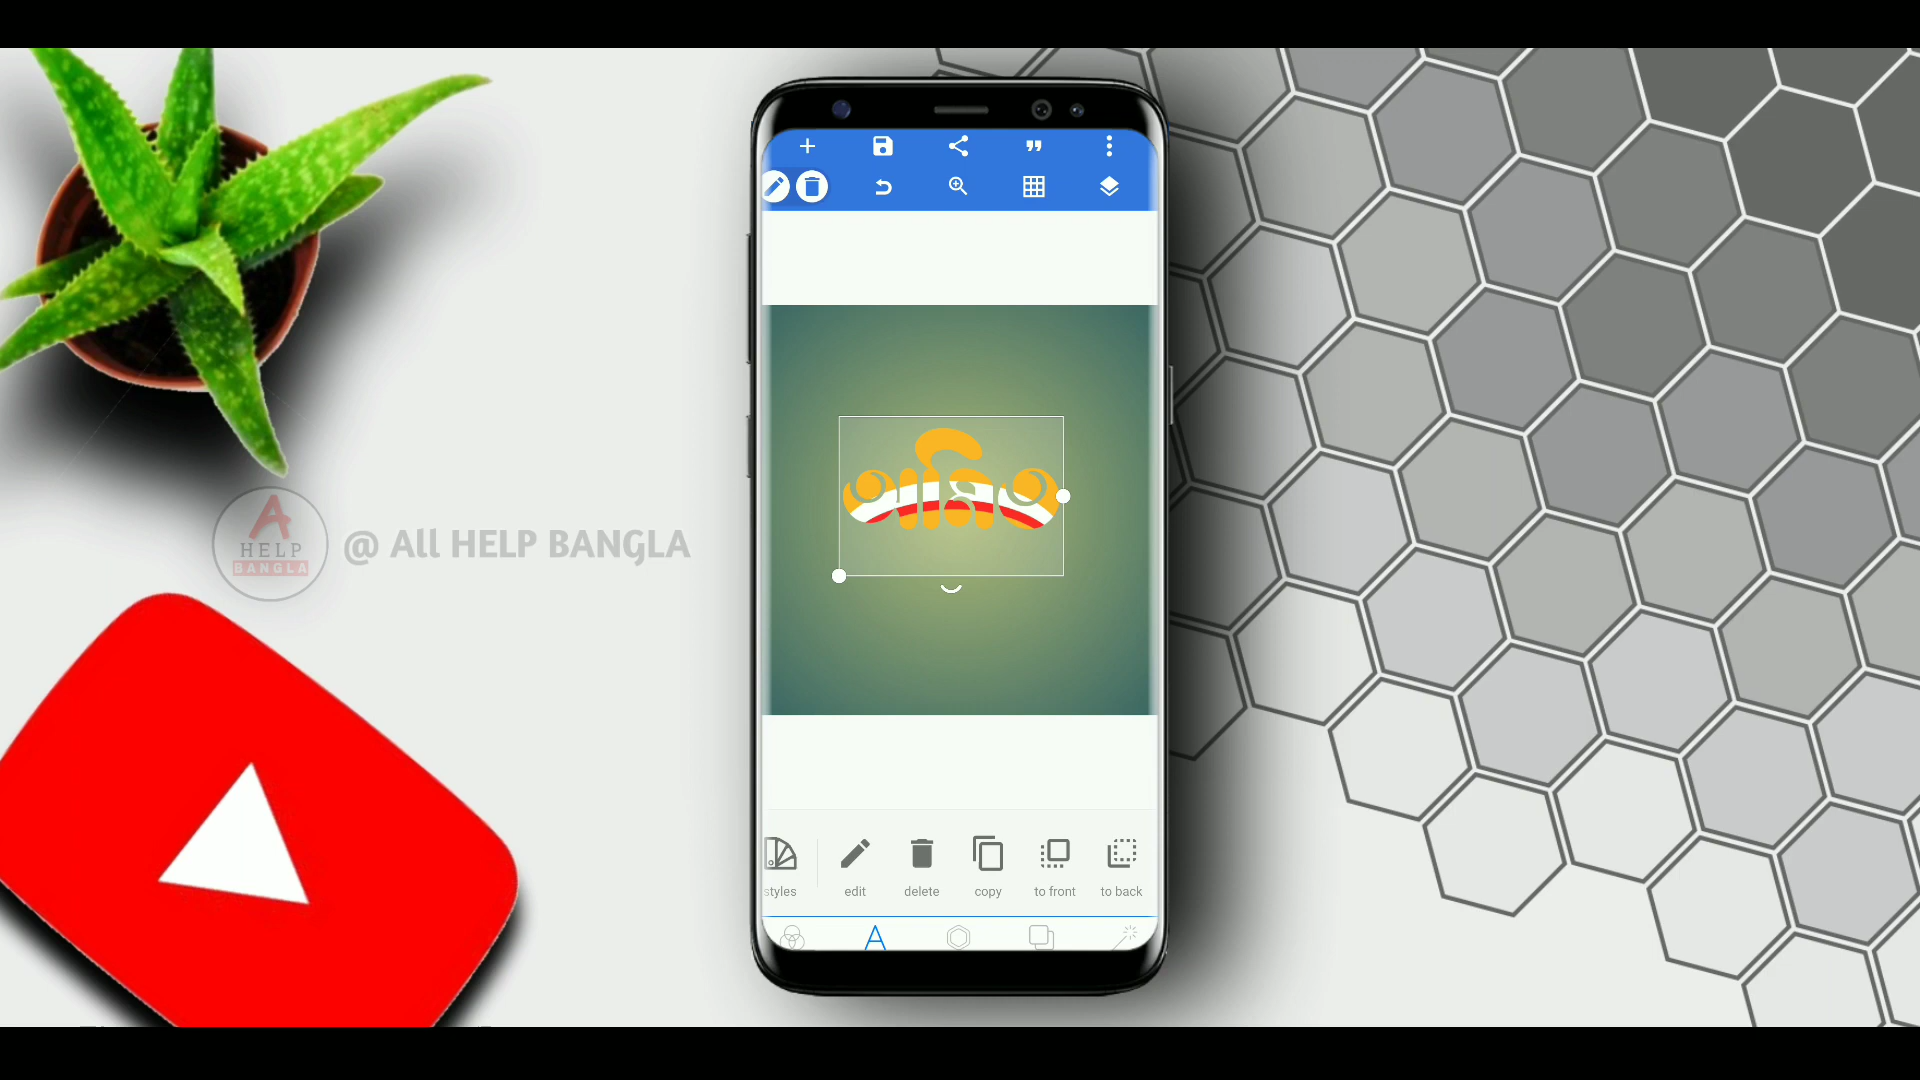 A
HELP
BANGLA
@ All HELP BANGLA
styles
edit
delete
copy
to front
to back